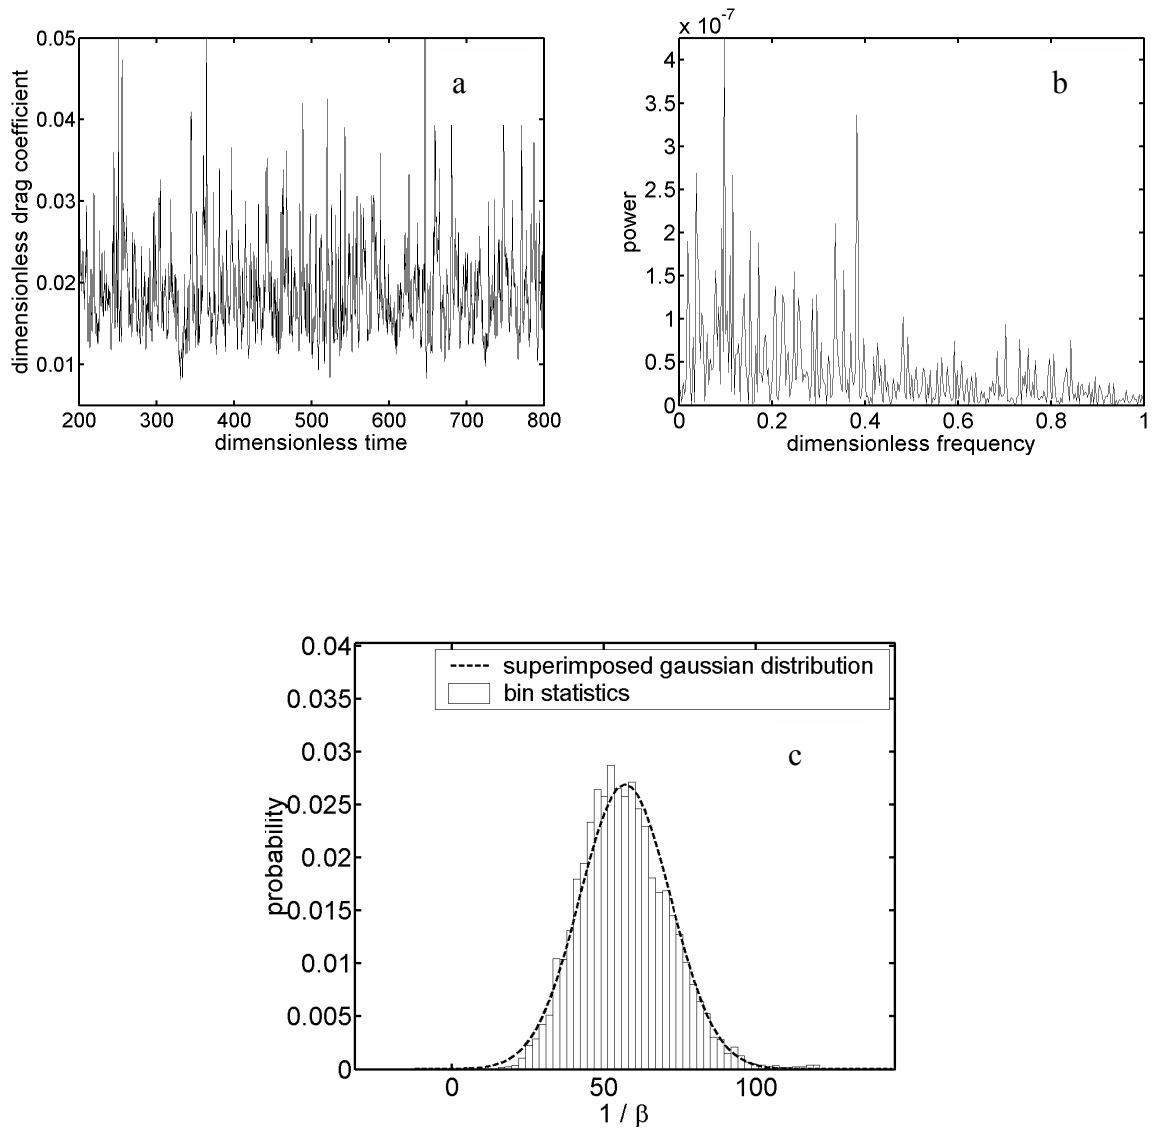 x 10-7
0.05
0.04
0.03
0.02
0.01
dimensionless drag coefficient
a
200 300 400 500 600 700 800
dimensionless time
4
3.5
3
2.5
2
1.5
1
0.5
0
power
b
0 0.2 0.4 0.6 0.8 1
dimensionless frequency
0.04
0.035
0.03
0.025
0.02
0.015
0.01
0.005
0
probability
superimposed gaussian distribution
bin statistics
c
0 50 100
1 / β